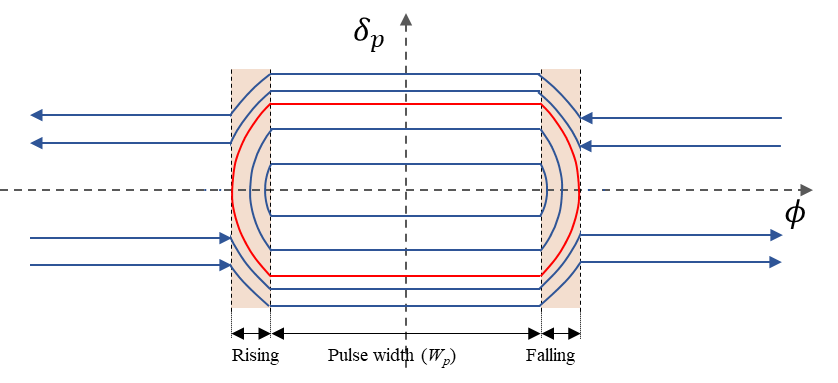 δp
ϕ
Rising Pulse width (Wp) Falling